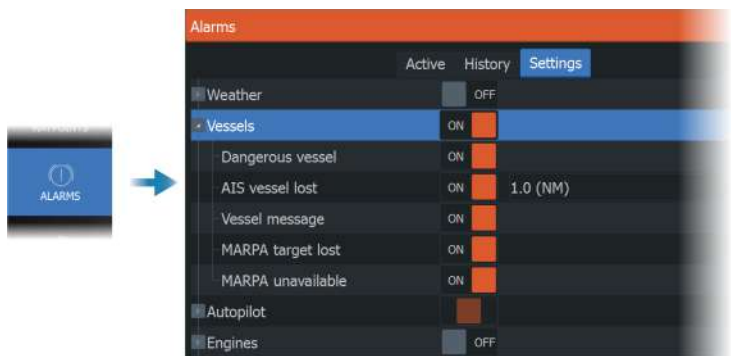 Alarms
Active History Settings
Weather OFF
Vessels ON
Dangerous vessel ON
AIS vessel lost ON 1.0 (NM)
Vessel message ON
MARPA target lost ON
MARPA unavailable ON
Autopilot
Engines OFF
ALARMS